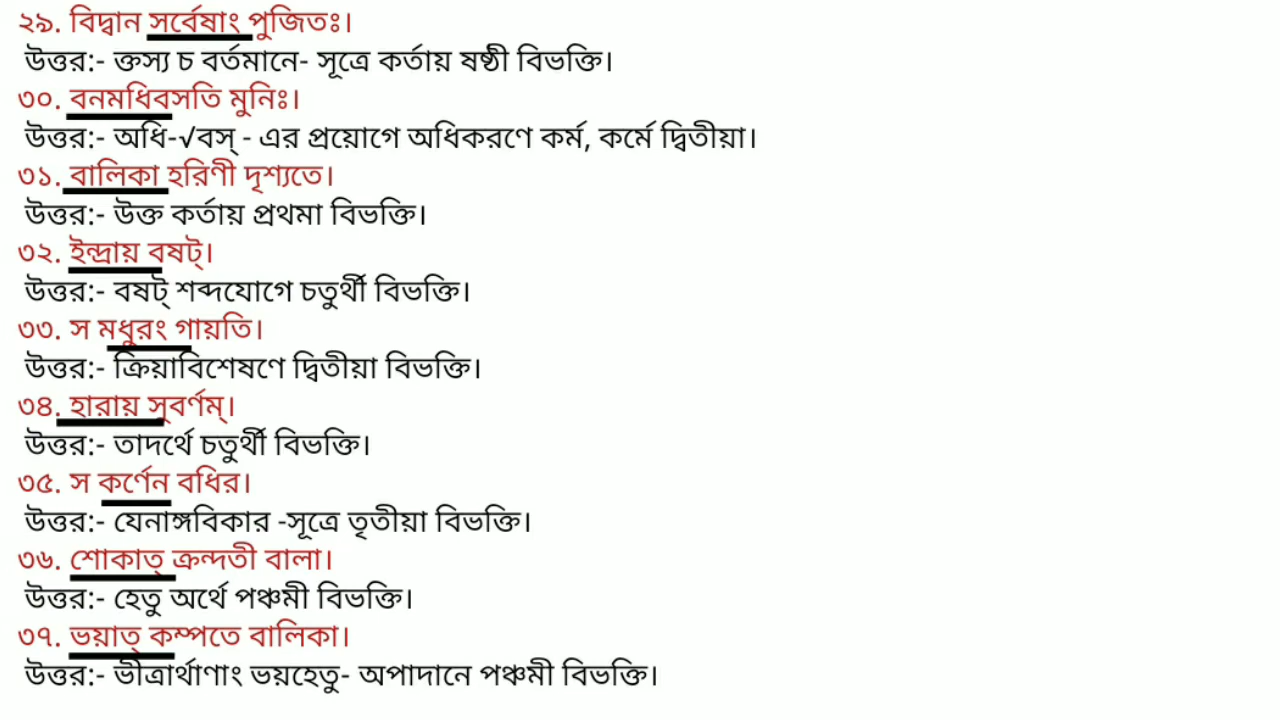 ২৯. বিদ্বান সর্বেষাং পুজিতঃ।
উত্তর:- ক্তস্য চ বর্তমানে- সূত্রে কর্তায় ষষ্ঠী বিভক্তি।
৩০. বনমধিবসতি মুনিঃ।
উত্তর:- অধি-√বস্ - এর প্রয়োগে অধিকরণে কর্ম, কর্মে দ্বিতীয়া।
৩১. বালিকা হরিণী দৃশ্যতে।
উত্তর:- উক্ত কর্তায় প্রথমা বিভক্তি।
৩২. ইন্দ্রায় বষট্।
উত্তর:- বষট্ শব্দযোগে চতুর্থী বিভক্তি।
৩৩. স মধুরং গায়তি।
উত্তর:- ক্রিয়াবিশেষণে দ্বিতীয়া বিভক্তি।
৩৪. হারায় সুবর্ণম্।
উত্তর:- তাদর্থে চতুর্থী বিভক্তি।
৩৫. স কর্ণেন বধির।
উত্তর:- যেনাঙ্গবিকার -সূত্রে তৃতীয়া বিভক্তি।
৩৬. শোকাত্ ক্রন্দতী বালা।
উত্তর:- হেতু অর্থে পঞ্চমী বিভক্তি।
৩৭. ভয়াত্ কম্পতে বালিকা।
উত্তর:- ভীত্রার্থাণাং ভয়হেতু- অপাদানে পঞ্চমী বিভক্তি।